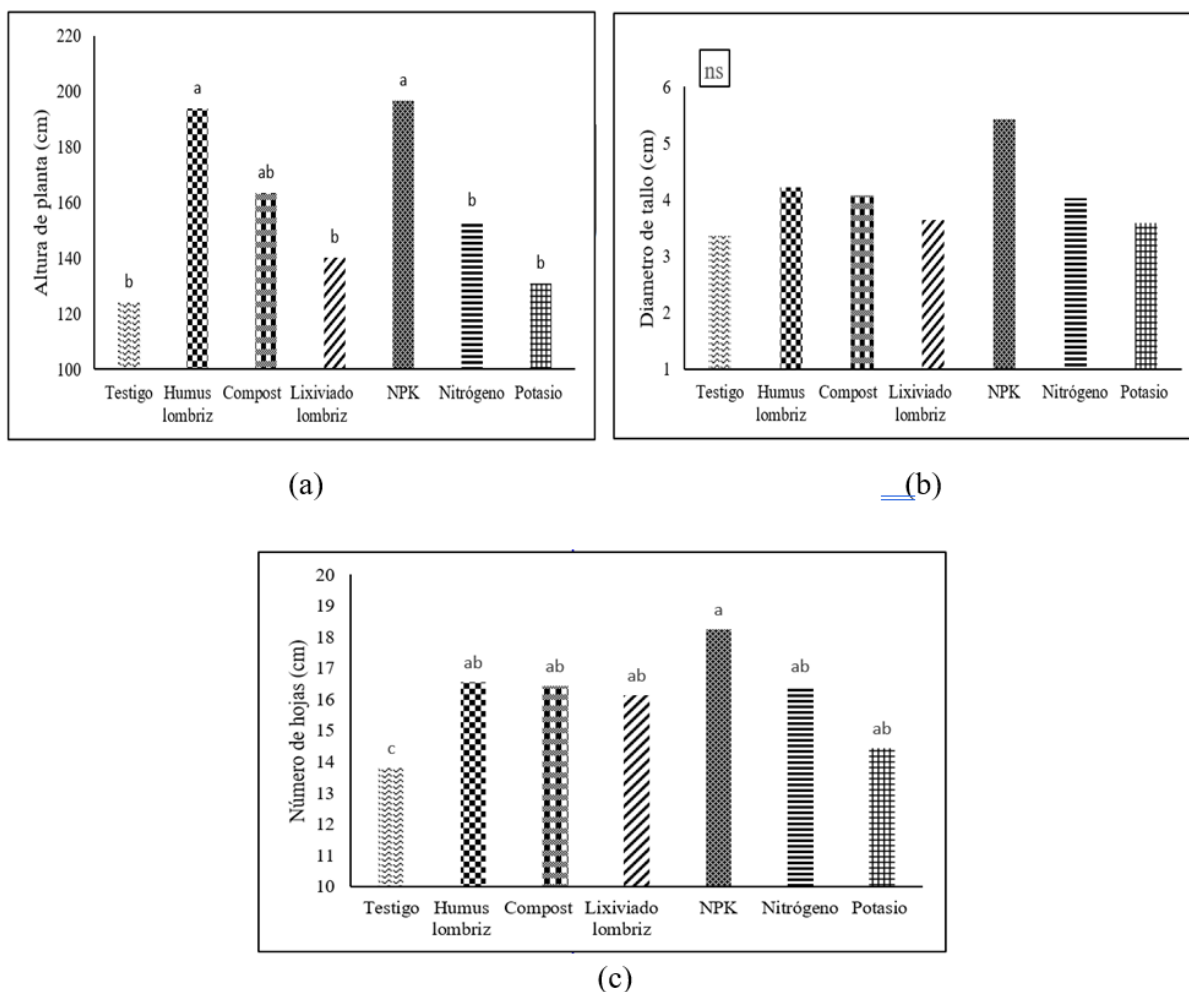 220
200
180
160
140
120
100
Altura de planta (cm)
b
a
ab
b
a
b
b
Testigo Humus lombriz Compost Lixiviado lombriz NPK Nitrógeno Potasio
(a)
ns
6
5
4
3
2
1
Diametro de tallo (cm)
Testigo Humus lombriz Compost Lixiviado lombriz NPK Nitrógeno Potasio
(b)
20
19
18
17
16
15
14
13
12
11
10
Número de hojas (cm)
c
ab
ab
ab
a
ab
ab
Testigo Humus lombriz Compost Lixiviado lombriz NPK Nitrógeno Potasio
(c)